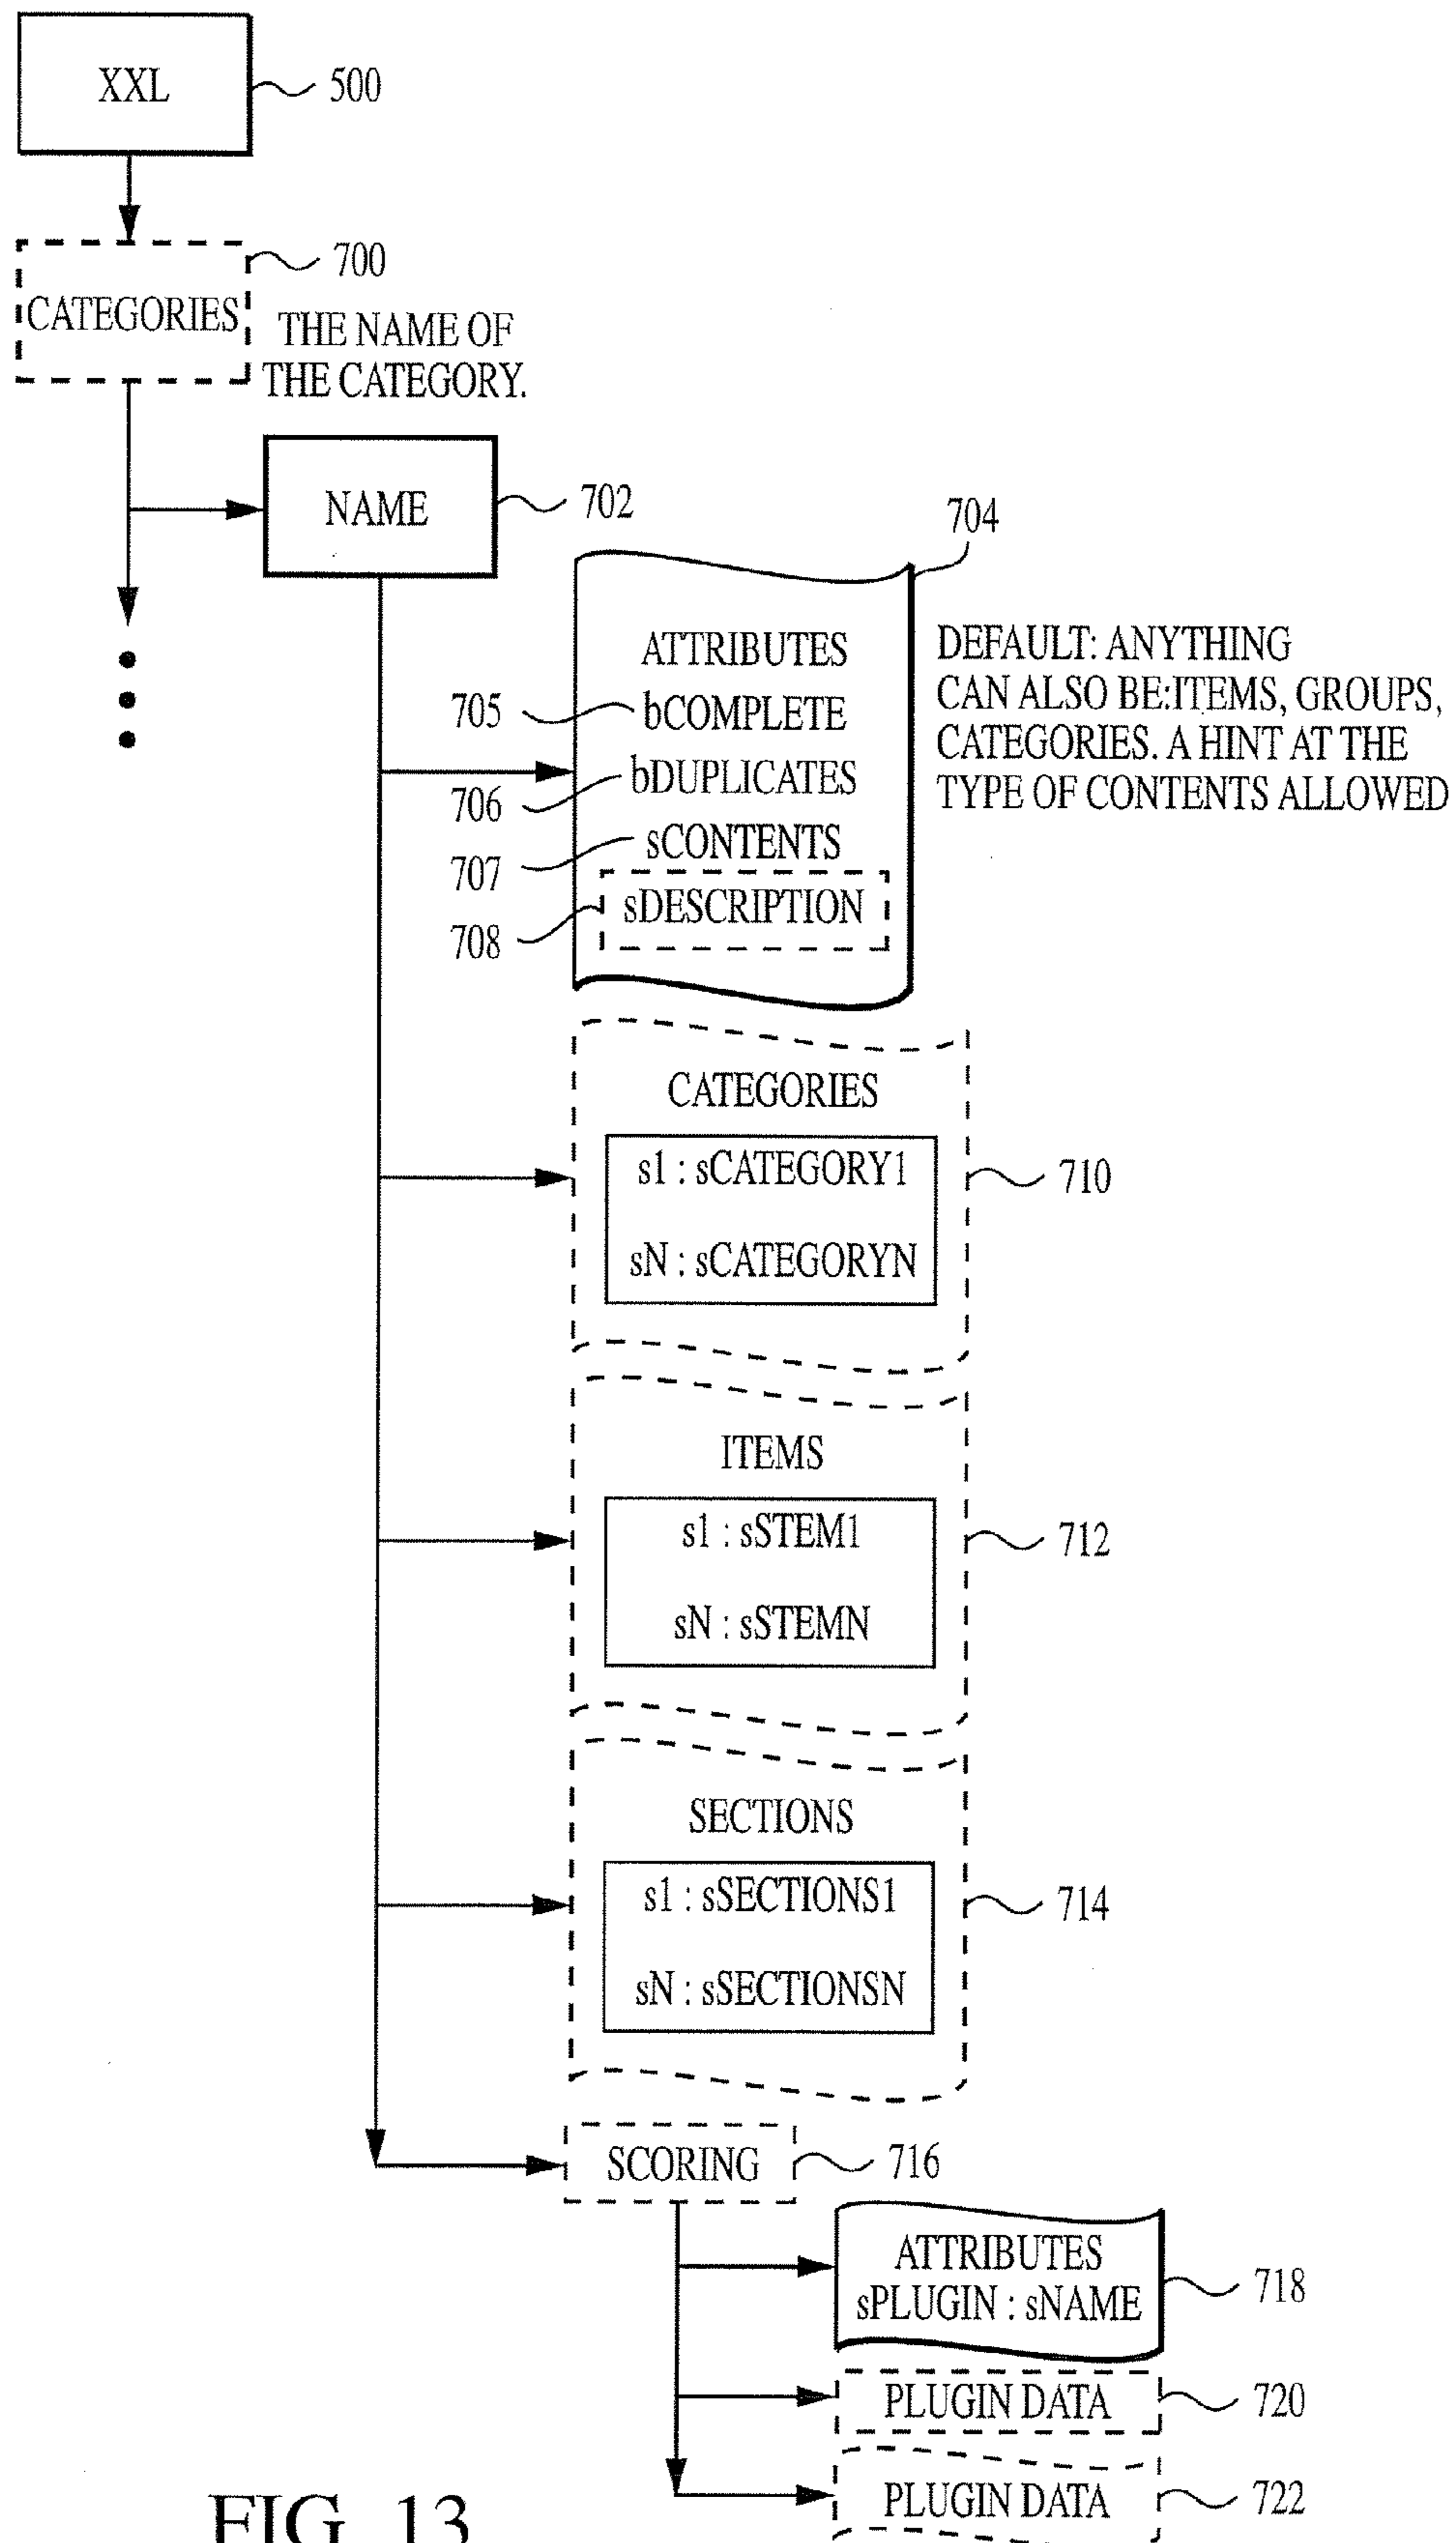 XXL
500
700
CATEGORIES
THE NAME OF
THE CATEGORY.
NAME
702
704
ATTRIBUTES
705
bCOMPLETE
706
bDUPLICATES
707
sCONTENTS
708
sDESCRIPTION
DEFAULT: ANYTHING
CAN ALSO BE:ITEMS, GROUPS,
CATEGORIES. A HINT AT THE
TYPE OF CONTENTS ALLOWED
CATEGORIES
s1 : sCATEGORY1
sN : sCATEGORYN
710
ITEMS
s1 : sSTEM1
sN : sSTEMN
712
SECTIONS
s1 : sSECTIONS1
sN : sSECTIONSN
714
SCORING
716
ATTRIBUTES
sPLUGIN : sNAME
718
PLUGIN DATA
720
PLUGIN DATA
722
FIG. 13